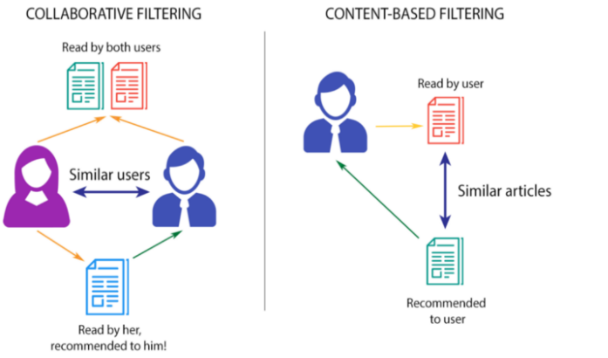 COLLABORATIVE FILTERING
Read by both users
Similar users
Read by her,
recommended to him!
CONTENT-BASED FILTERING
Read by user
Similar articles
Recommended
to user